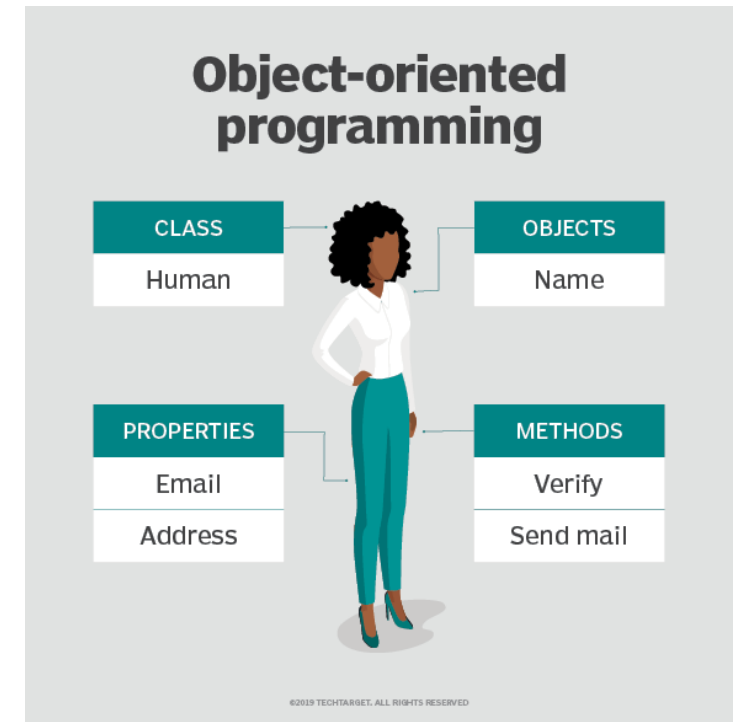 Object-oriented
programming
CLASS
Human
OBJECTS
Name
PROPERTIES
Email
Address
METHODS
Verify
Send mail
©2019 TECHTARGET. ALL RIGHTS RESERVED